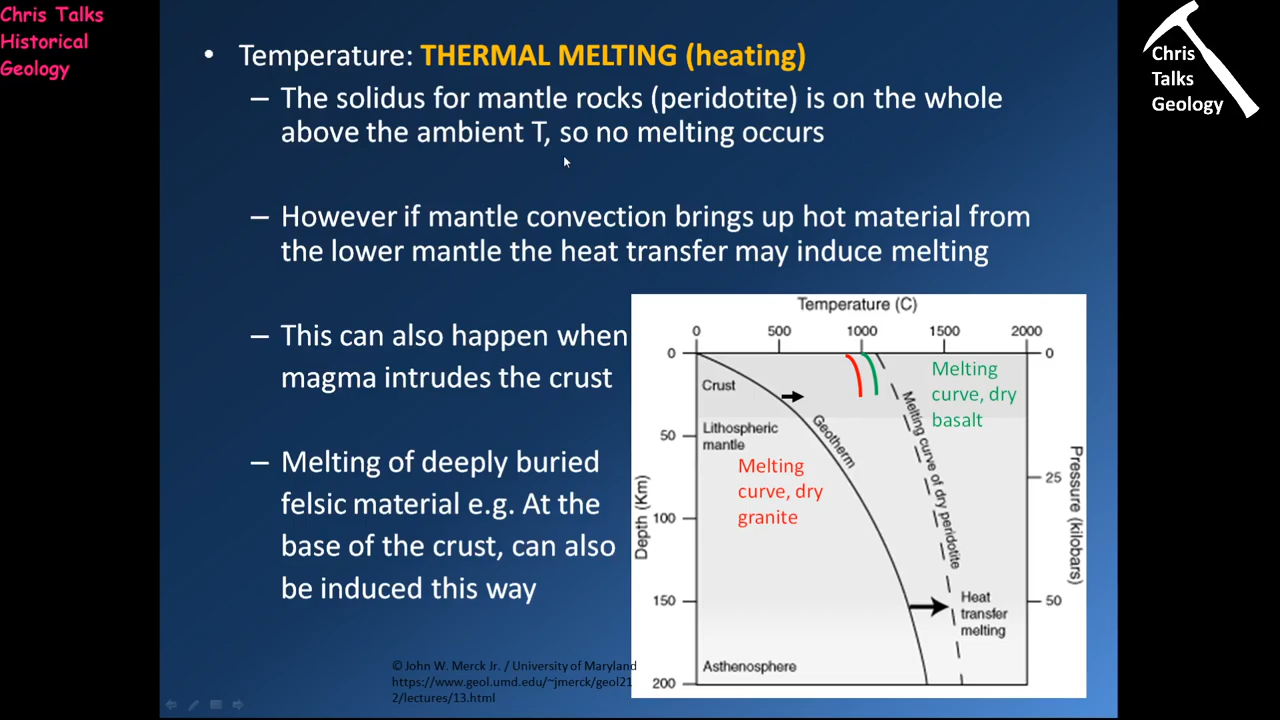 Chris Talks
Historical
Geology
Chris
Talks
Geology
• Temperature: THERMAL MELTING (heating)
– The solidus for mantle rocks (peridotite) is on the whole
above the ambient T, so no melting occurs
– However if mantle convection brings up hot material from
the lower mantle the heat transfer may induce melting
– This can also happen when
magma intrudes the crust
– Melting of deeply buried
felsic material e.g. At the
base of the crust, can also
be induced this way
Temperature (C)
0 500 1000 1500 2000
0
50
100
150
200
Depth (Km)
0
25
50
Pressure (kilobars)
Crust
Lithospheric
mantle
Geotherm
Melting curve of dry peridotite
Melting
curve, dry
basalt
Melting
curve, dry
granite
Heat
transfer
melting
Asthenosphere
© John W. Merck Jr. / University of Maryland
https://www.geol.umd.edu/~jmerck/geol21
2/lectures/13.html